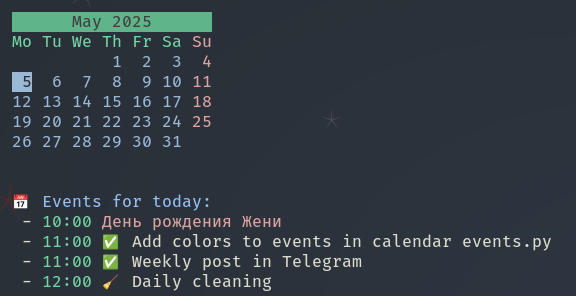 May 2025
Mo Tu We Th Fr Sa Su
1 2 3 4
5 6 7 8 9 10 11
12 13 14 15 16 17 18
19 20 21 22 23 24 25
26 27 28 29 30 31
📅 Events for today:
- 10:00 День рождения Жени
- 11:00 ✅ Add colors to events in calendar events.py
- 11:00 ✅ Weekly post in Telegram
- 12:00 🧹 Daily cleaning